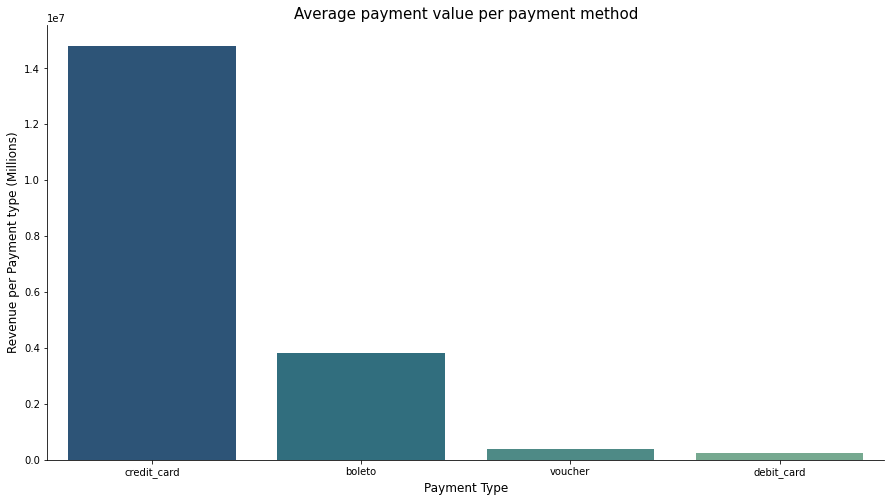 Average payment value per payment method
1e7
Revenue per Payment type (Millions)
1.4
1.2
1.0
0.8
0.6
0.4
0.2
0.0
credit_card boleto voucher debit_card
Payment Type